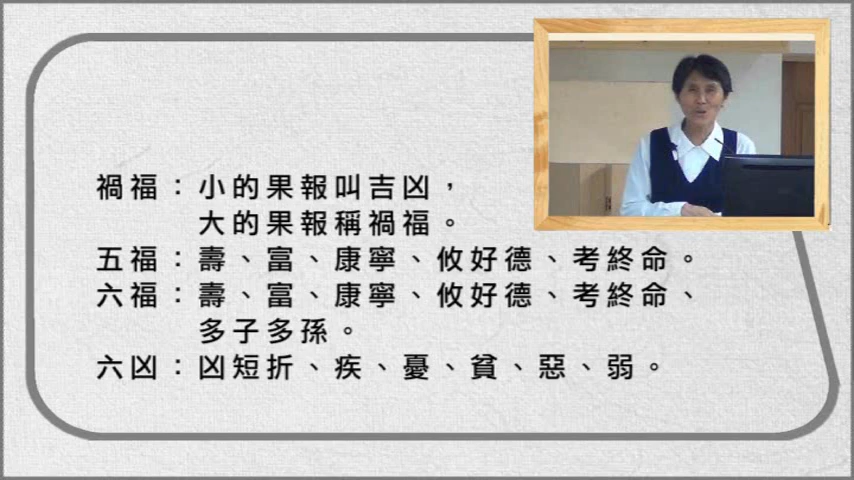 禍福：小的果報叫吉凶，
大的果報稱禍福。
五福：壽、富、康寧、攸好德、考終命。
六福：壽、富、康寧、攸好德、考終命、
多子多孫。
六凶：凶短折、疾、憂、貧、惡、弱。